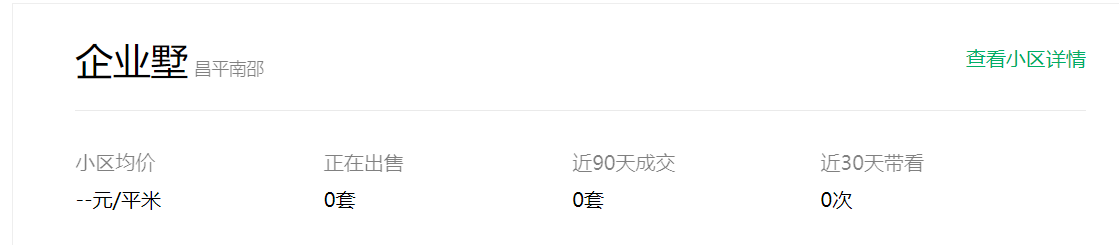 企业墅 昌平南邵 查看小区详情
小区均价 正在出售 近90天成交 近30天带看
--元/平米 0套 0套 0次